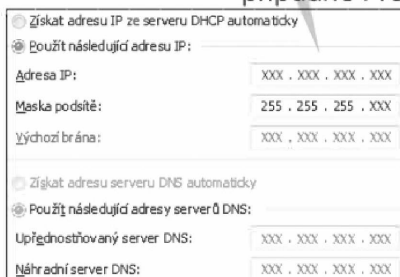 Získat adresu IP ze serveru DHCP automaticky
Použít následující adresu IP:
Adresa IP: XXX . XXX . XXX . XXX
Maska podsítě: 255 . 255 . 255 . XXX
Výchozí brána: XXX . XXX . XXX . XXX
Získat adresu serveru DNS automaticky
Použít následující adresy serverů DNS:
Upřednostňovaný server DNS: XXX . XXX . XXX . XXX
Náhradní server DNS: XXX . XXX . XXX . XXX